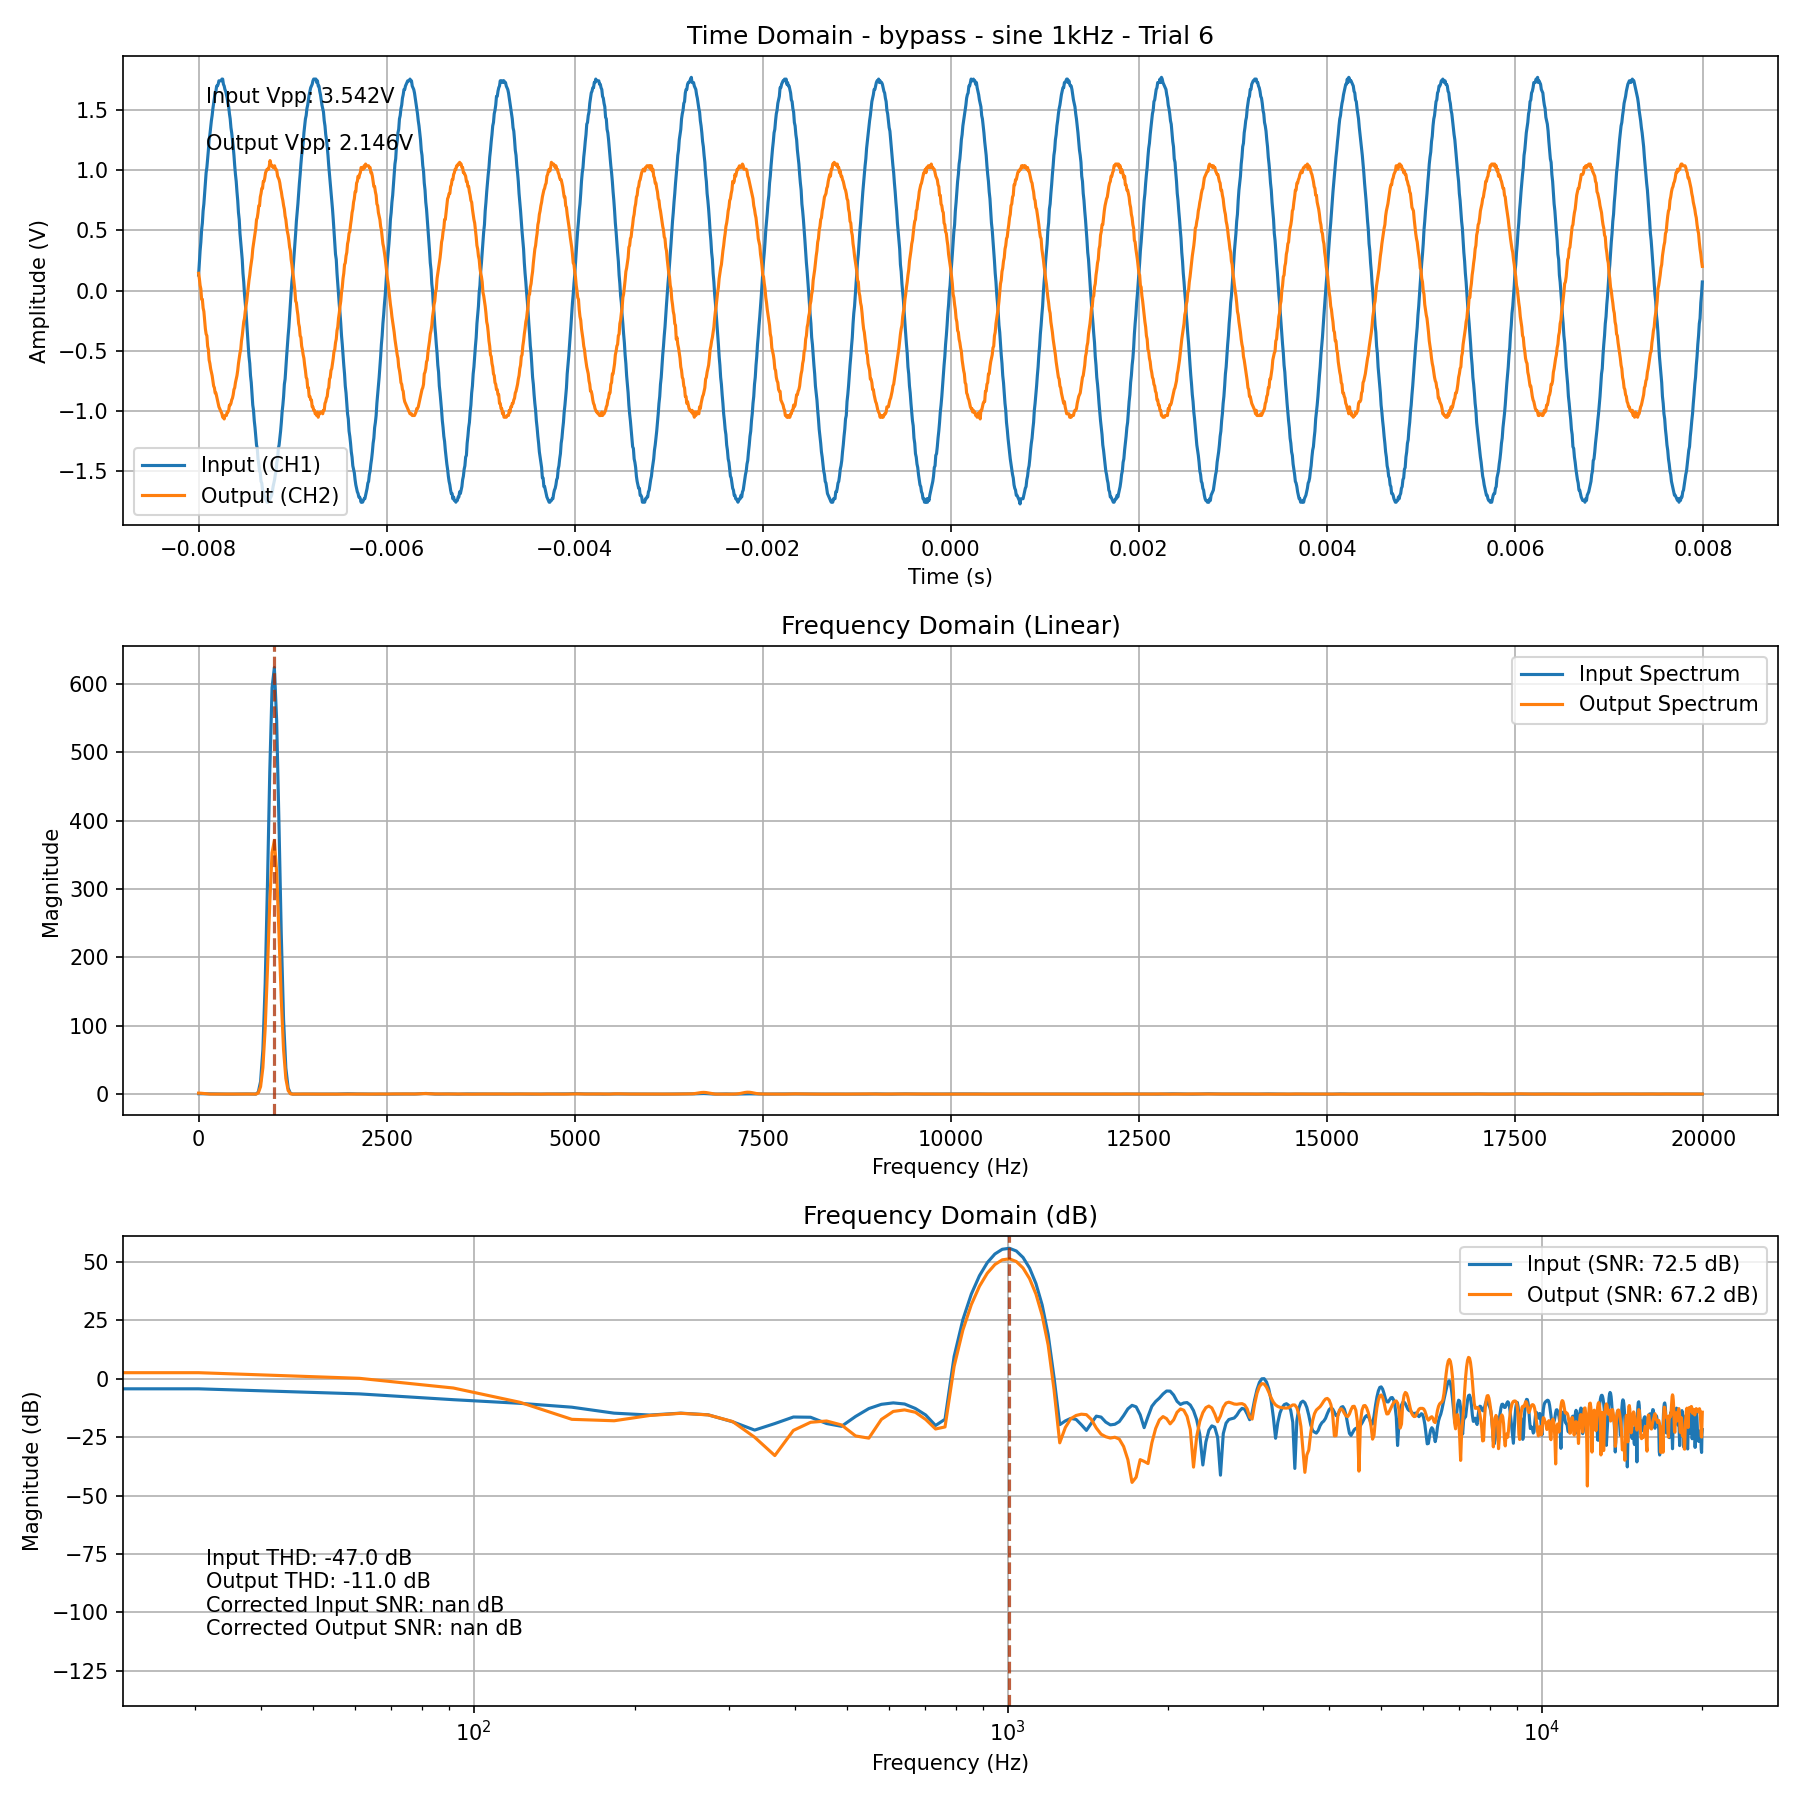 Time Domain - bypass - sine 1kHz - Trial 6
Input Vpp: 3.542V
Output Vpp: 2.146V
1.5
1.0
0.5
0.0
−0.5
−1.0
−1.5
Amplitude (V)
Input (CH1)
Output (CH2)
−0.008
−0.006
−0.004
−0.002
0.000
0.002
0.004
0.006
0.008
Time (s)
Frequency Domain (Linear)
Input Spectrum
Output Spectrum
600
500
400
300
200
100
0
Magnitude
0
2500
5000
7500
10000
12500
15000
17500
20000
Frequency (Hz)
Frequency Domain (dB)
Input (SNR: 72.5 dB)
Output (SNR: 67.2 dB)
50
25
0
−25
−50
−75
−100
−125
Magnitude (dB)
Input THD: -47.0 dB
Output THD: -11.0 dB
Corrected Input SNR: nan dB
Corrected Output SNR: nan dB
10²
10³
10⁴
Frequency (Hz)